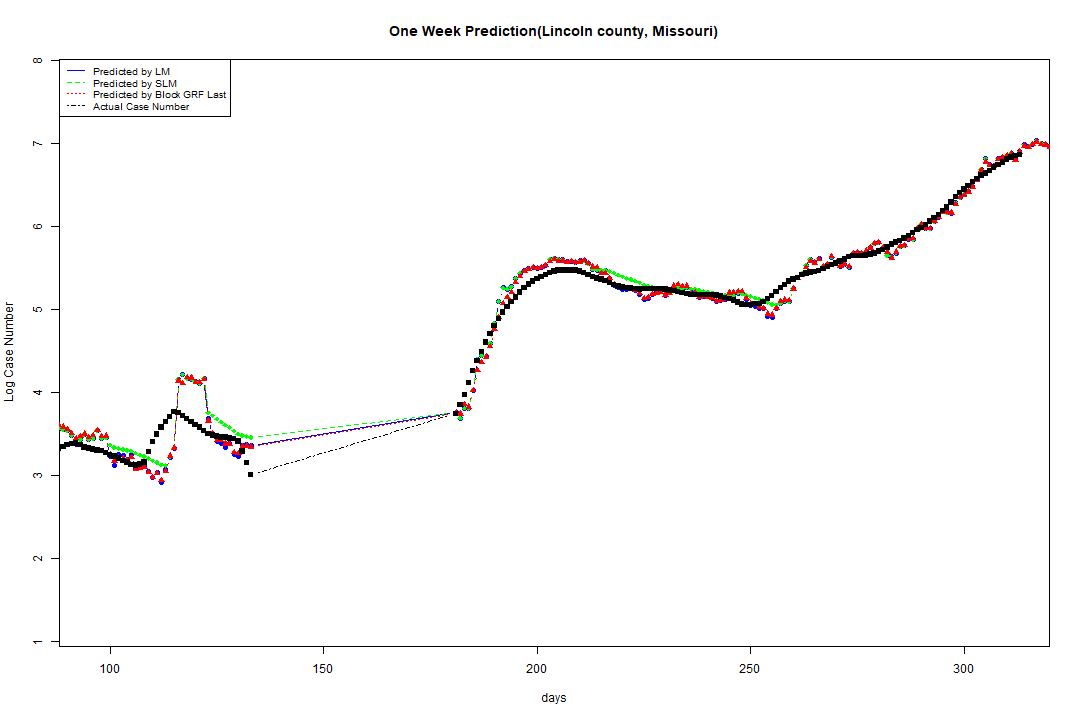 One Week Prediction(Lincoln county, Missouri)
Predicted by LM
Predicted by SLM
Predicted by Block GRF Last
Actual Case Number
8
7
6
5
4
3
2
1
Log Case Number
100 150 200 250 300
days